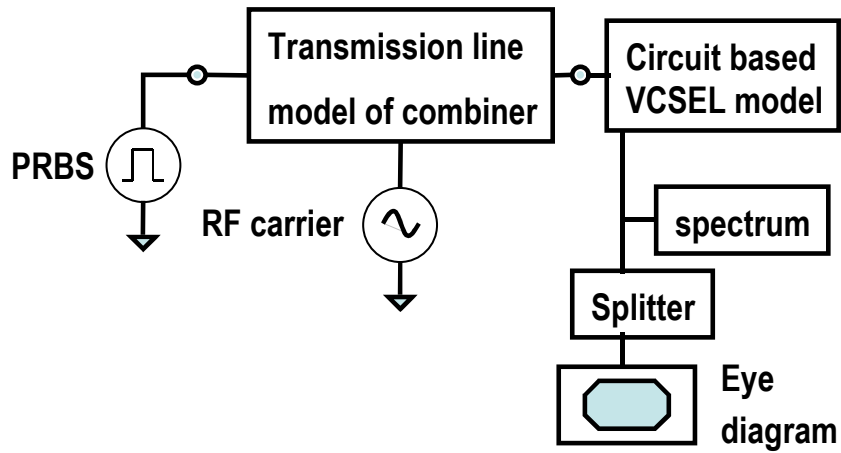 Transmission line
model of combiner
Circuit based
VCSEL model
PRBS
RF carrier
spectrum
Splitter
Eye
diagram